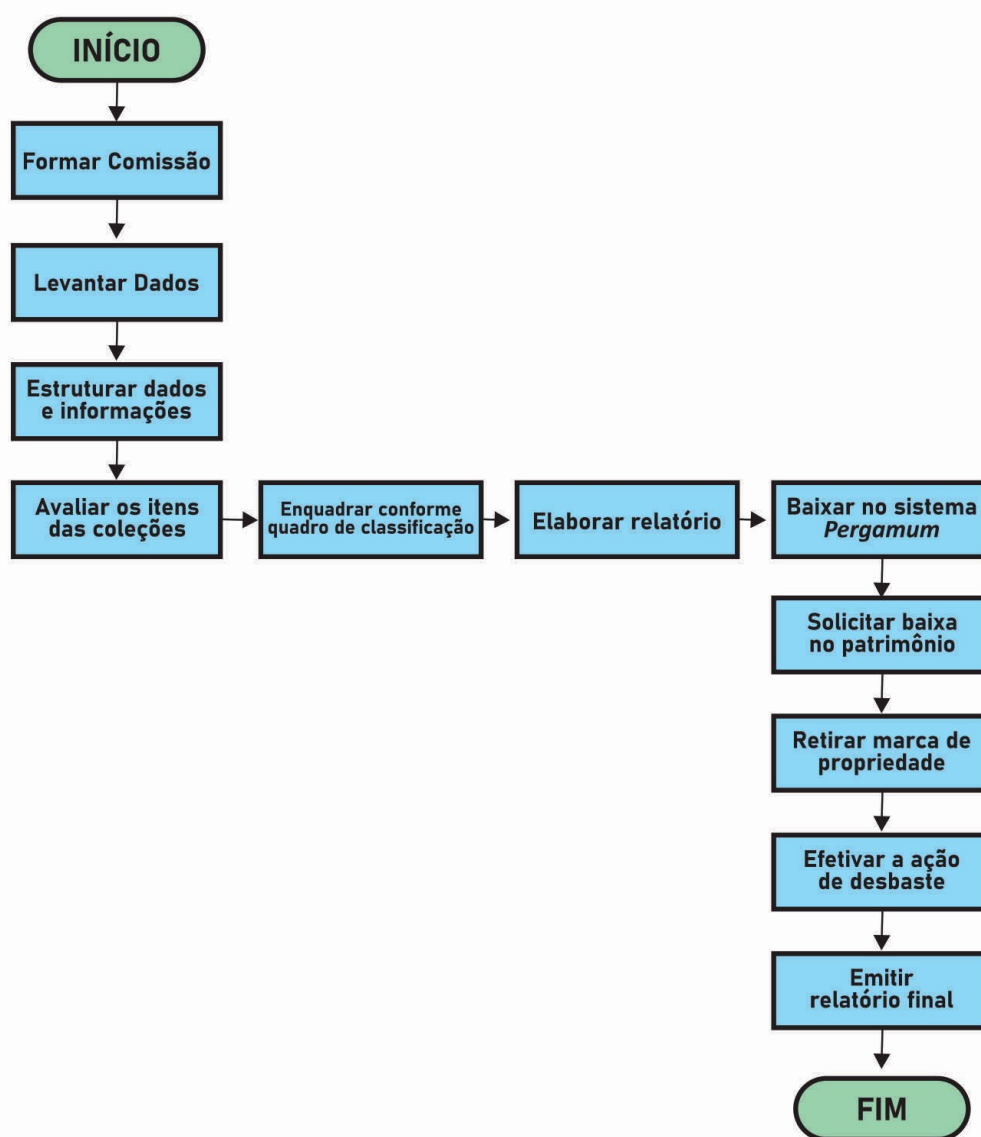 INÍCIO
Formar Comissão
Levantar Dados
Estruturar dados
e informações
Avaliar os itens
das coleções
Enquadrar conforme
quadro de classificação
Elaborar relatório
Baixar no sistema
Pergamum
Solicitar baixa
no patrimônio
Retirar marca de
propriedade
Efetivar a ação
de desbaste
Emitir
relatório final
FIM